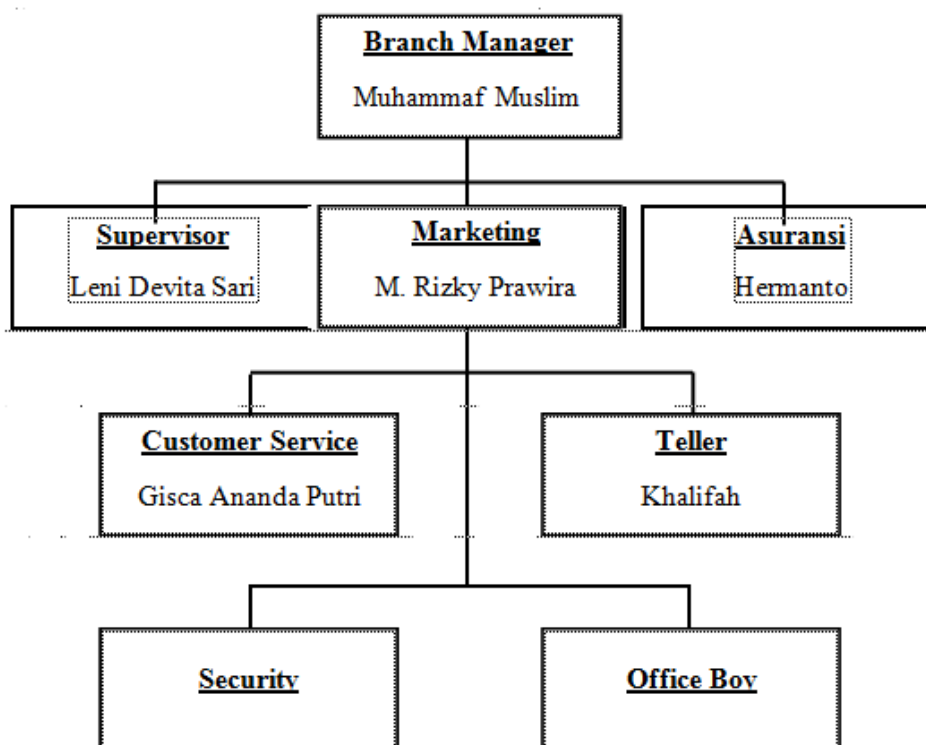 Branch Manager
Muhammaf Muslim
Supervisor
Leni Devita Sari
Marketing
M. Rizky Prawira
Asuransi
Hermanto
Customer Service
Gisca Ananda Putri
Teller
Khalifah
Security
Office Boy